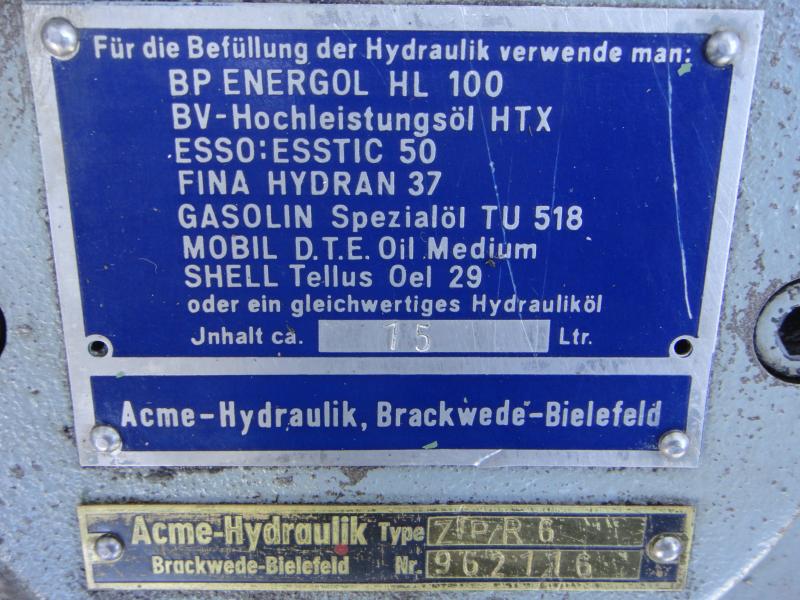 Für die Befüllung der Hydraulik verwende man:
BP ENERGOL HL 100
BV-Hochleistungsöl HTX
ESSO:ESSTIC 50
FINA HYDRAN 37
GASOLIN Spezialöl TU 518
MOBIL D.T.E. Oil Medium
SHELL Tellus Oel 29
oder ein gleichwertiges Hydrauliköl
Jnhalt ca. 15 Ltr.
Acme-Hydraulik, Brackwede-Bielefeld
Acme-Hydraulik Type Z/P/R 6
Brackwede-Bielefeld Nr. 962116